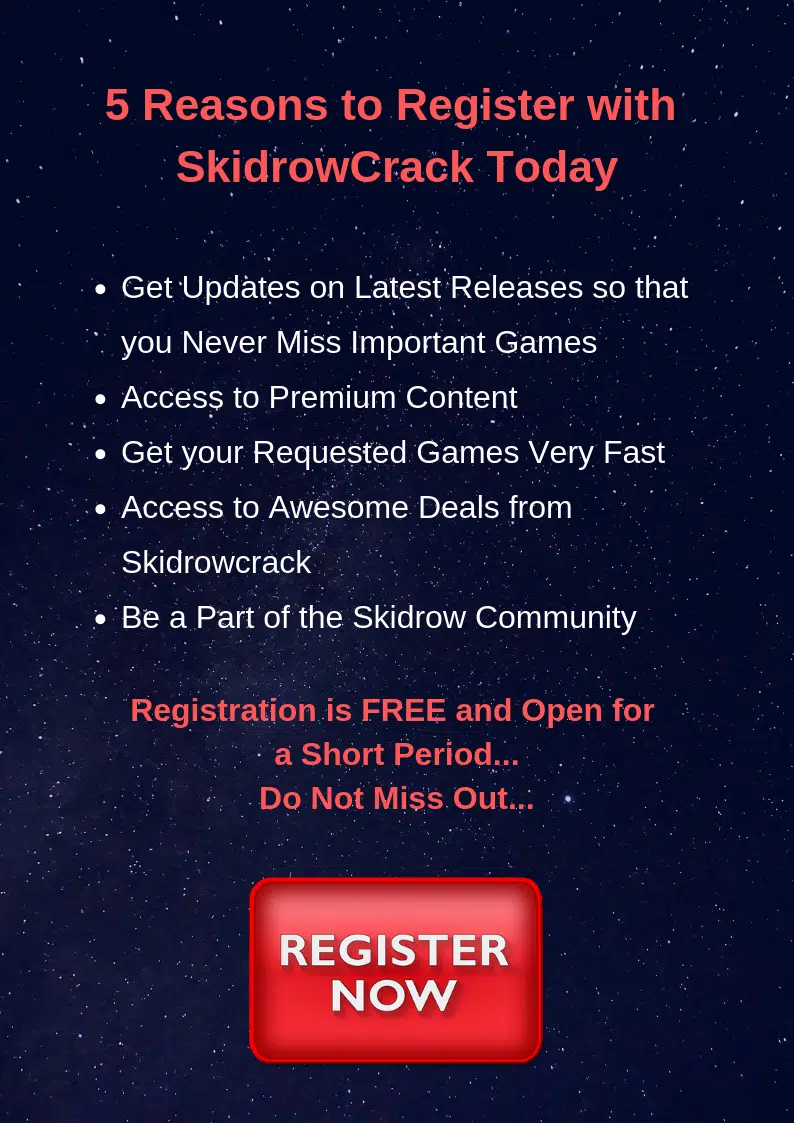 5 Reasons to Register with
SkidrowCrack Today
• Get Updates on Latest Releases so that
you Never Miss Important Games
• Access to Premium Content
• Get your Requested Games Very Fast
• Access to Awesome Deals from
Skidrowcrack
• Be a Part of the Skidrow Community
Registration is FREE and Open for
a Short Period...
Do Not Miss Out...
REGISTER
NOW